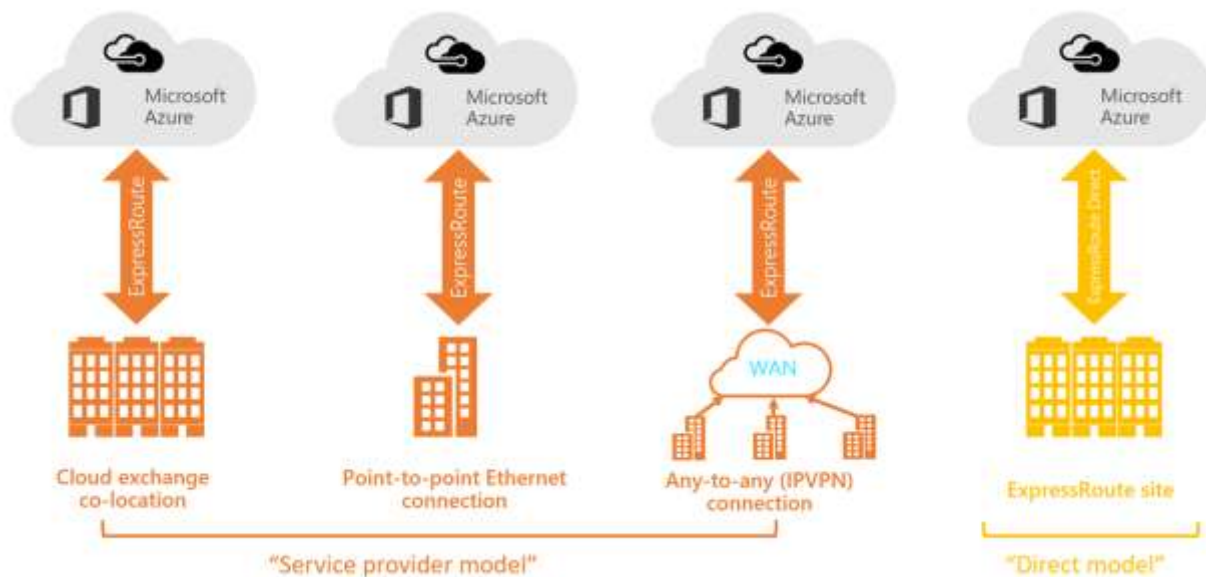 Microsoft
Azure
Microsoft
Azure
Microsoft
Azure
Microsoft
Azure
ExpressRoute
ExpressRoute
ExpressRoute
ExpressRoute Direct
WAN
Cloud exchange
co-location
Point-to-point Ethernet
connection
Any-to-any (IPVPN)
connection
ExpressRoute site
"Service provider model"
"Direct model"